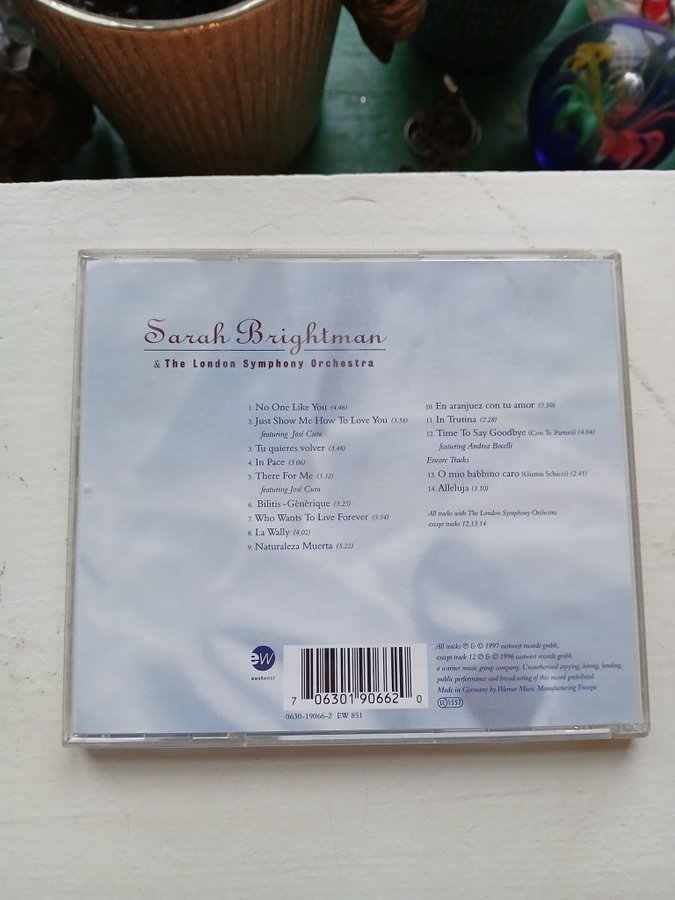 Sarah Brightman
& The London Symphony Orchestra
1. No One Like You (4.46)
2. Just Show Me How To Love You (3.58)
featuring José Cura
3. Tu quieres volver (3.48)
4. In Pace (3.06)
5. There For Me (3.32)
featuring José Cura
6. Bilitis-Gènèrique (3.25)
7. Who Wants To Live Forever (3.54)
8. La Wally (4.02)
9. Naturaleza Muerta (5.22)
10. En aranjuez con tu amor (3.50)
11. In Trutina (2.28)
12. Time To Say Goodbye (Con Te Partirò) (4.04)
featuring Andrea Bocelli
Encore Tracks
13. O mio babbino caro (Gianni Schicci) (2.41)
14. Alleluja (3.10)
All tracks with The London Symphony Orchestra
except tracks 12,13,14
ew
eastwest
7 06301 90662 0
0630-19066-2 EW 851
All tracks ℗ & © 1997 eastwest records gmbh,
except track 12 ℗ & © 1996 eastwest records gmbh
a warner music group company. Unauthorised copying, hiring, lending,
public performance and broadcasting of this record prohibited.
Made in Germany by Warner Music Manufacturing Europe
LC 1557